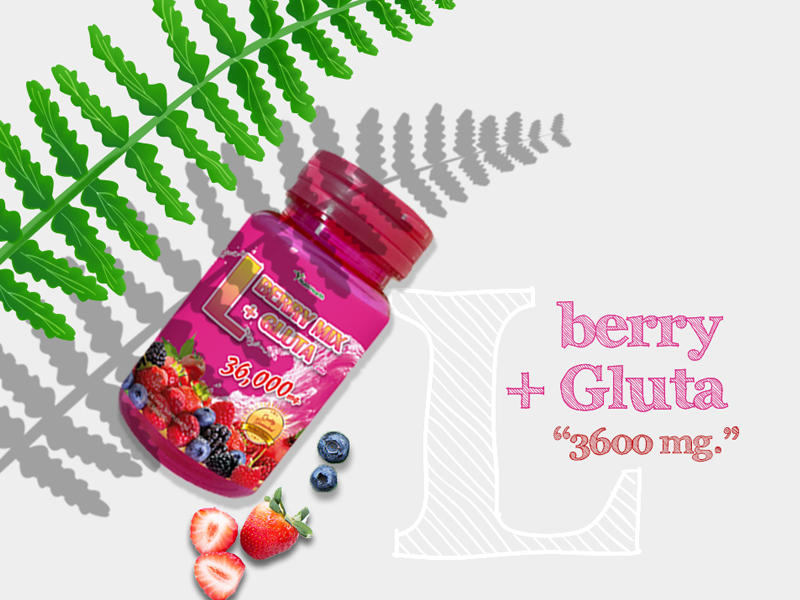 L
BERRY MIX
+ GLUTA
36,000
L
berry
+ Gluta
“3600 mg.”